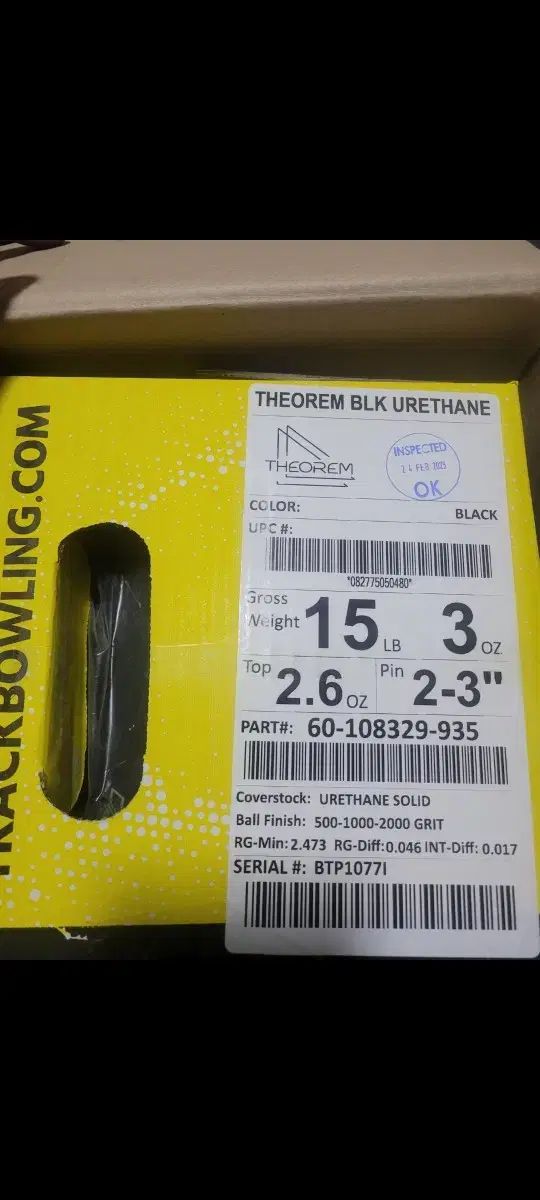 TRACKBOWLING.COM
THEOREM BLK URETHANE
THEOREM
INSPECTED
24 FEB 2025
OK
COLOR: BLACK
UPC #:
*082775050480*
Gross Weight 15 LB 3 OZ
Top 2.6 OZ Pin 2-3"
PART#: 60-108329-935
Coverstock: URETHANE SOLID
Ball Finish: 500-1000-2000 GRIT
RG-Min: 2.473 RG-Diff: 0.046 INT-Diff: 0.017
SERIAL #: BTP1077I